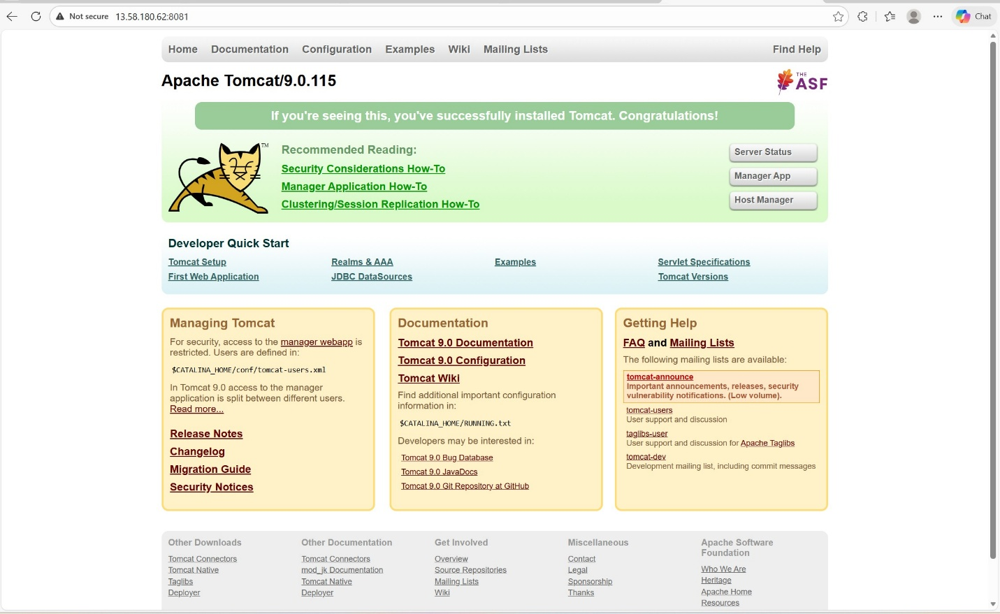 Not secure 13.58.180.62:8081
Chat
Home Documentation Configuration Examples Wiki Mailing Lists Find Help
Apache Tomcat/9.0.115
THE
ASF
If you're seeing this, you've successfully installed Tomcat. Congratulations!
TM
Recommended Reading:
Security Considerations How-To
Manager Application How-To
Clustering/Session Replication How-To
Server Status
Manager App
Host Manager
Developer Quick Start
Tomcat Setup
First Web Application
Realms & AAA
JDBC DataSources
Examples
Servlet Specifications
Tomcat Versions
Managing Tomcat
For security, access to the manager webapp is
restricted. Users are defined in:
$CATALINA_HOME/conf/tomcat-users.xml
In Tomcat 9.0 access to the manager
application is split between different users.
Read more...
Release Notes
Changelog
Migration Guide
Security Notices
Documentation
Tomcat 9.0 Documentation
Tomcat 9.0 Configuration
Tomcat Wiki
Find additional important configuration
information in:
$CATALINA_HOME/RUNNING.txt
Developers may be interested in:
Tomcat 9.0 Bug Database
Tomcat 9.0 JavaDocs
Tomcat 9.0 Git Repository at GitHub
Getting Help
FAQ and Mailing Lists
The following mailing lists are available:
tomcat-announce
Important announcements, releases, security
vulnerability notifications. (Low volume).
tomcat-users
User support and discussion
taglibs-user
User support and discussion for Apache Taglibs
tomcat-dev
Development mailing list, including commit messages
Other Downloads
Tomcat Connectors
Tomcat Native
Taglibs
Deployer
Other Documentation
Tomcat Connectors
mod_jk Documentation
Tomcat Native
Deployer
Get Involved
Overview
Source Repositories
Mailing Lists
Wiki
Miscellaneous
Contact
Legal
Sponsorship
Thanks
Apache Software
Foundation
Who We Are
Heritage
Apache Home
Resources